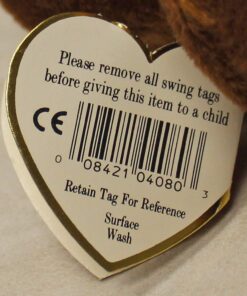 Please remove all swing tags
before giving this item to a child
CE
0 08421 04080 3
Retain Tag For Reference
Surface
Wash